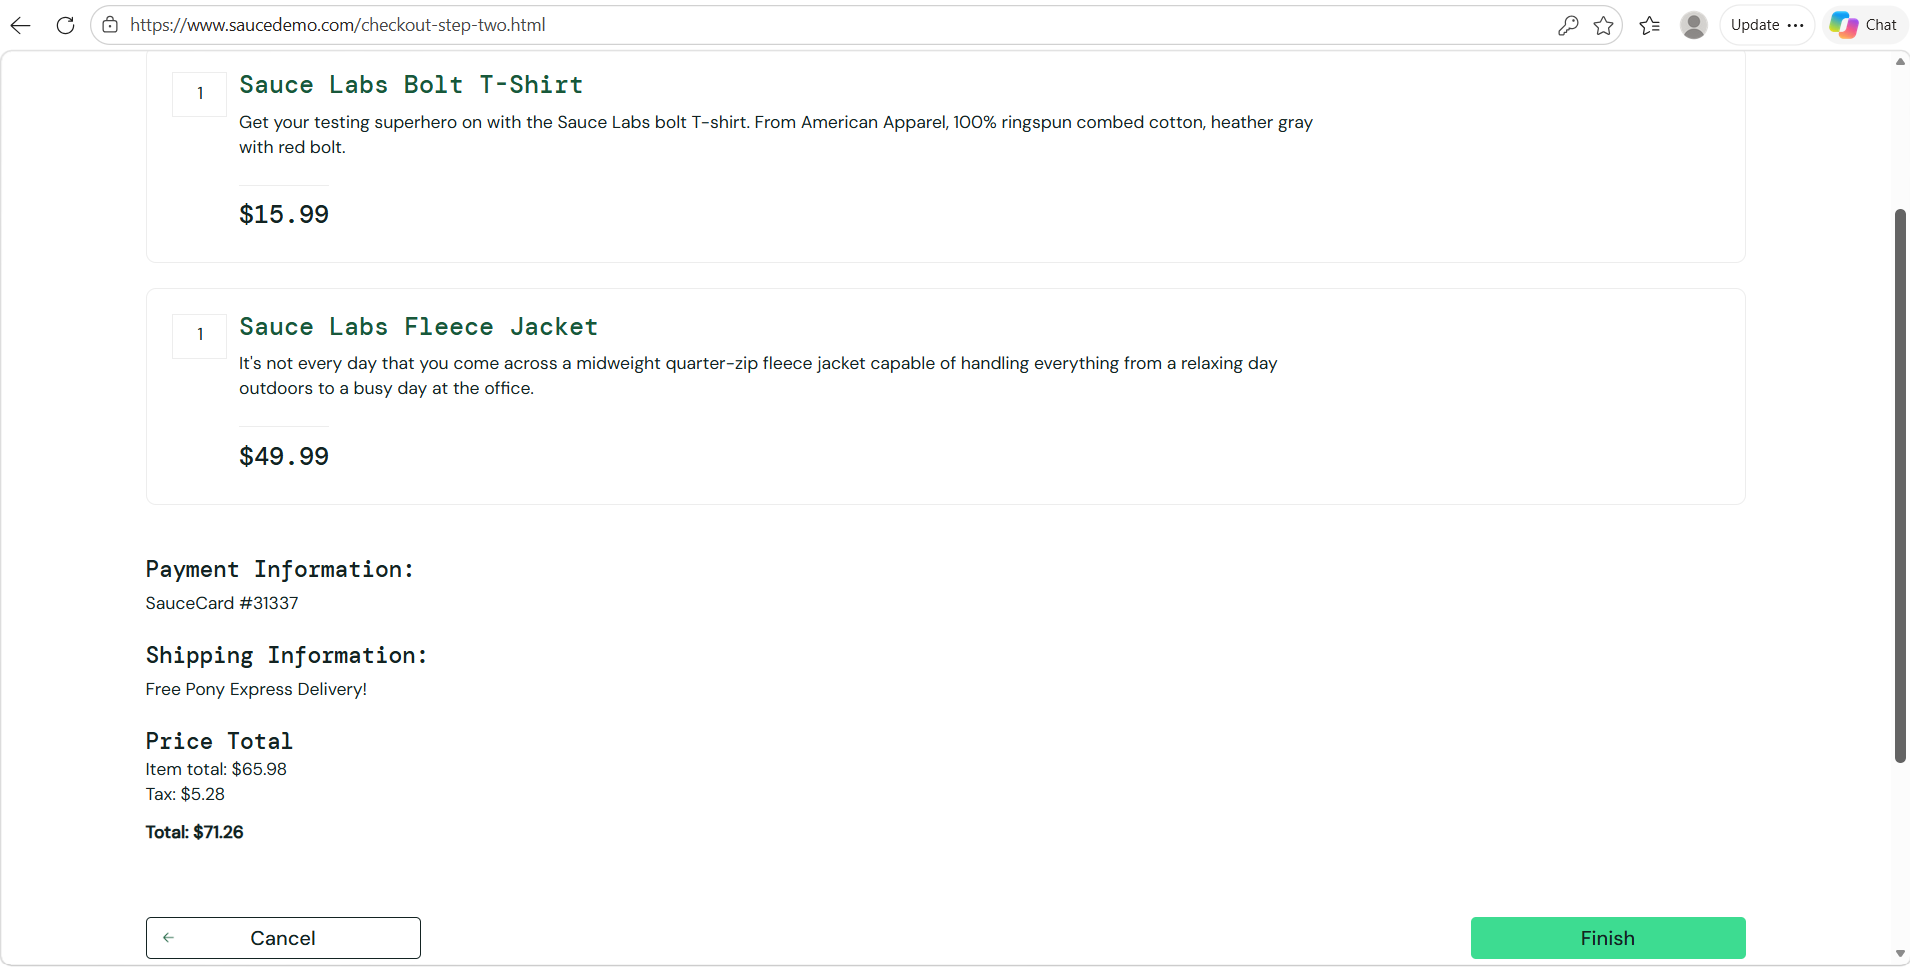 https://www.saucedemo.com/checkout-step-two.html
Update
Chat
1
Sauce Labs Bolt T-Shirt
Get your testing superhero on with the Sauce Labs bolt T-shirt. From American Apparel, 100% ringspun combed cotton, heather gray
with red bolt.
$15.99
1
Sauce Labs Fleece Jacket
It's not every day that you come across a midweight quarter-zip fleece jacket capable of handling everything from a relaxing day
outdoors to a busy day at the office.
$49.99
Payment Information:
SauceCard #31337
Shipping Information:
Free Pony Express Delivery!
Price Total
Item total: $65.98
Tax: $5.28
Total: $71.26
Cancel
Finish